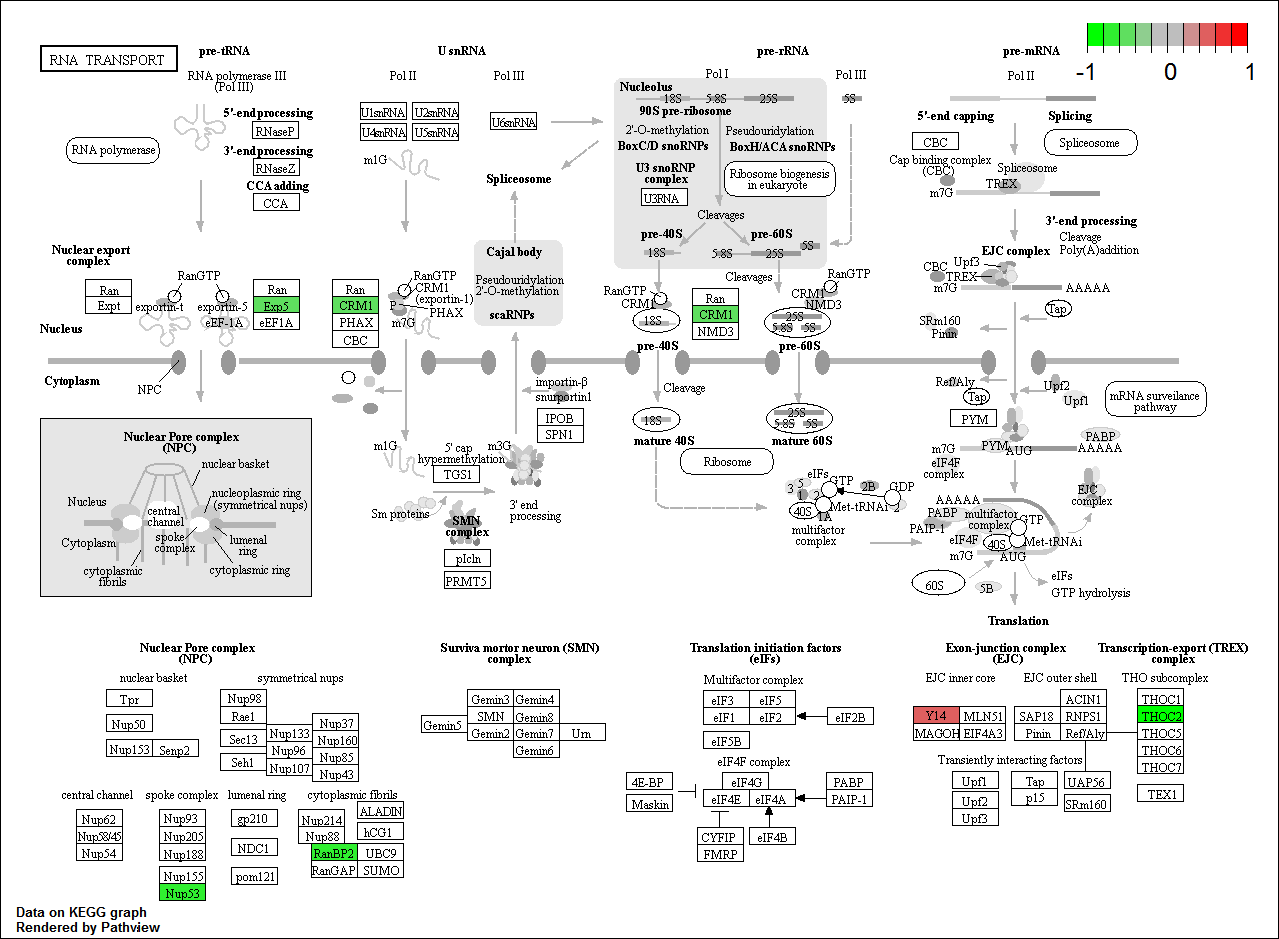 RNA TRANSPORT
pre-tRNA
RNA polymerase III
(Pol III)
5'-end processing
RNaseP
3'-end processing
RNaseZ
CCA adding
CCA
RNA polymerase
Nuclear export
complex
Ran
Expt
RanGTP
exportin-t
exportin-5
eEF-1A
Ran
Exp5
eEF1A
Nucleus
Cytoplasm
NPC
U snRNA
Pol II
Pol III
U1snRNA
U2snRNA
U4snRNA
U5snRNA
U6snRNA
m1G
Spliceosome
Cajal body
Pseudouridylation
2'-O-methylation
scaRNPs
Ran
CRM1
PHAX
CBC
RanGTP
CRM1
(exportin-1)
P
PHAX
m7G
importin-β
snurportin1
IPOB
SPN1
m1G
5' cap
hypermethylation
TGS1
m3G
Sm proteins
3' end
processing
SMN
complex
pIcln
PRMT5
pre-rRNA
Pol I
Pol III
Nucleolus
18S
5.8S
25S
5S
90S pre-ribosome
2'-O-methylation
Pseudouridylation
BoxC/D snoRNPs
BoxH/ACA snoRNPs
U3 snoRNP
complex
U3RNA
Ribosome biogenesis
in eukaryote
Cleavages
pre-40S
pre-60S
18S
5.8S
25S
5S
Cleavages
RanGTP
CRM1
18S
Ran
CRM1
NMD3
RanGTP
CRM1
NMD3
25S
5.8S
5S
pre-40S
pre-60S
Cleavage
18S
25S
5.8S
5S
mature 40S
mature 60S
Ribosome
eIFs
3
5
1
2
GTP
2B
GDP
40S
1A
Met-tRNAi
2
multifactor
complex
pre-mRNA
Pol II
5'-end capping
Splicing
CBC
Spliceosome
Cap binding complex
(CBC)
Spliceosome
TREX
m7G
3'-end processing
Cleavage
Poly(A)addition
EJC complex
CBC
Upf3
TREX
m7G
AAAAA
Tap
SRm160
Pinin
Ref/Aly
Tap
Upf2
Upf1
mRNA surveilance
pathway
PYM
m7G
PYM
AUG
PABP
eIF4F
complex
EJC
complex
AAAAA
PABP
PAIP-1
multifactor
complex
GTP
eIF4F
40S
Met-tRNAi
m7G
AUG
60S
5B
eIFs
GTP hydrolysis
Translation
-1
0
1
Nuclear Pore complex
(NPC)
nuclear basket
Nucleus
nucleoplasmic ring
(symmetrical nups)
central
channel
spoke
complex
lumenal
ring
Cytoplasm
cytoplasmic
fibrils
cytoplasmic ring
Nuclear Pore complex
(NPC)
nuclear basket
symmetrical nups
Tpr
Nup50
Nup153
Senp2
Nup98
Rae1
Sec13
Seh1
Nup133
Nup96
Nup107
Nup37
Nup160
Nup85
Nup43
central channel
spoke complex
lumenal ring
cytoplasmic fibrils
Nup62
Nup58/45
Nup54
Nup93
Nup205
Nup188
Nup155
Nup53
gp210
NDC1
pom121
Nup214
Nup88
RanBP2
RanGAP
ALADIN
hCG1
UBC9
SUMO
Surviva mortor neuron (SMN)
complex
Gemin5
Gemin3
Gemin4
SMN
Gemin8
Gemin2
Gemin7
Urn
Gemin6
Translation initiation factors
(eIFs)
Multifactor complex
eIF3
eIF5
eIF1
eIF2
eIF2B
eIF5B
eIF4F complex
4E-BP
Maskin
eIF4G
eIF4E
eIF4A
PABP
PAIP-1
CYFIP
FMRP
eIF4B
Exon-junction complex
(EJC)
EJC inner core
EJC outer shell
Y14
MLN51
MAGOH
EIF4A3
ACIN1
SAP18
RNPS1
Pinin
Ref/Aly
Transiently interacting factors
Upf1
Upf2
Upf3
Tap
p15
UAP56
SRm160
Transcription-export (TREX)
complex
THO subcomplex
THOC1
THOC2
THOC5
THOC6
THOC7
TEX1
Data on KEGG graph
Rendered by Pathview